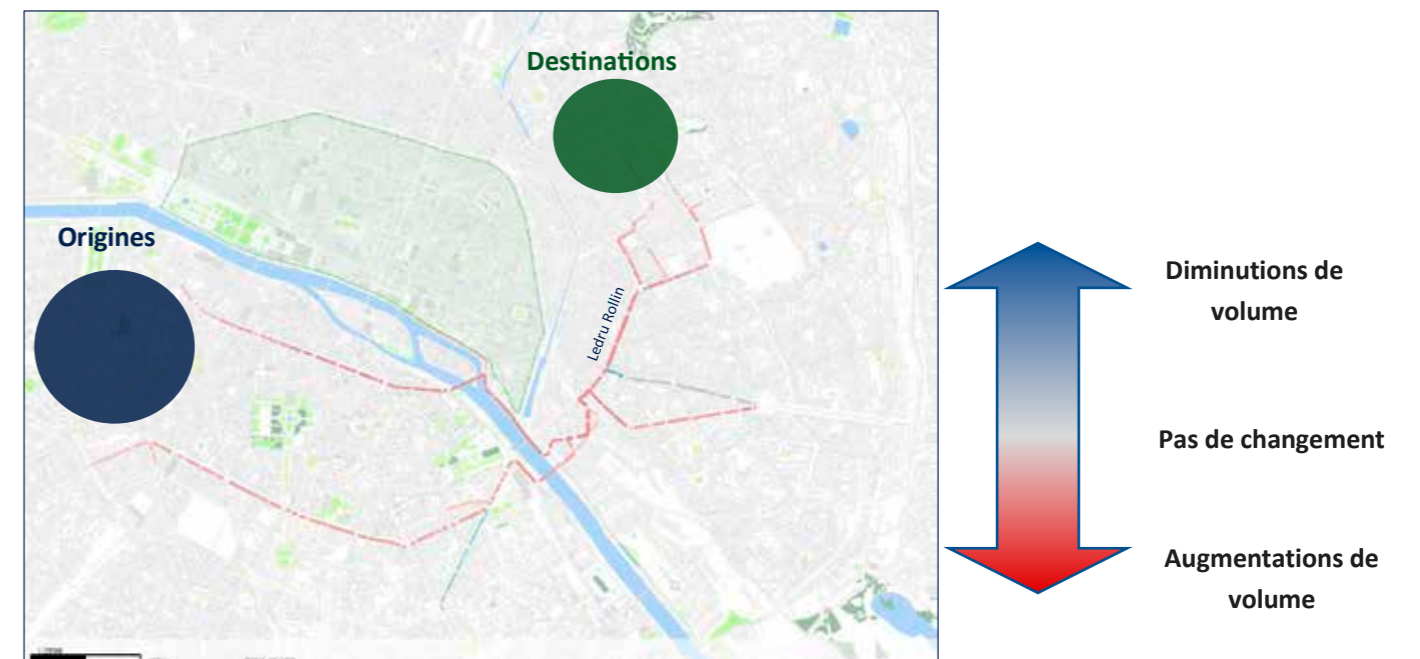 Destinations
Origines
Ledru Rollin
Diminutions de
volume
Pas de changement
Augmentations de
volume